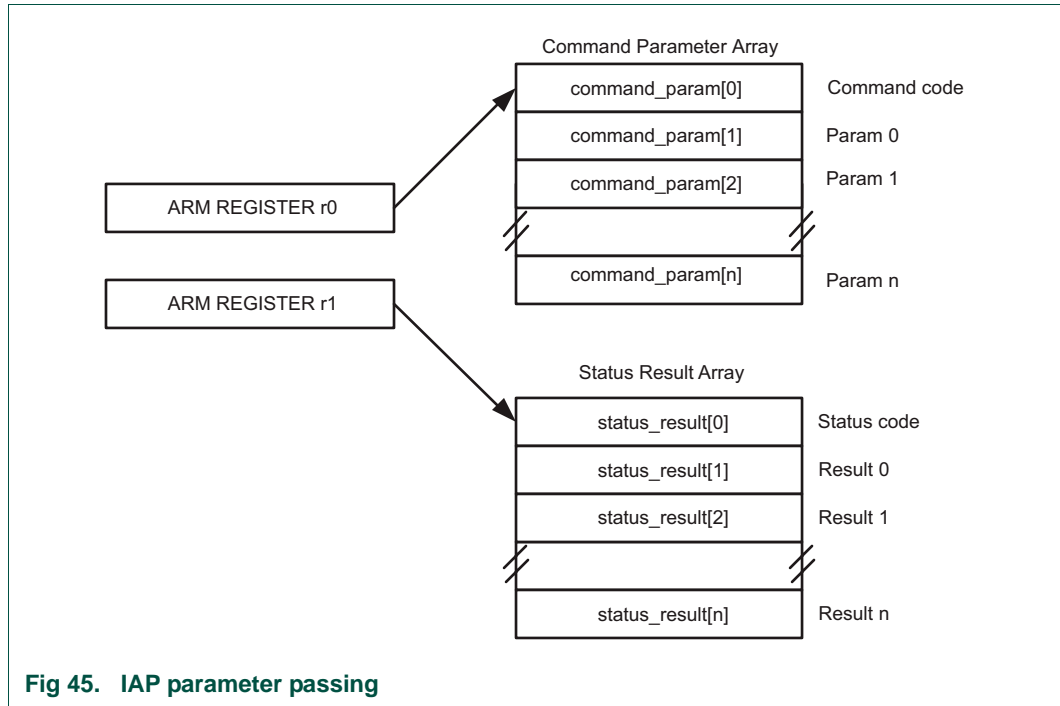 Command Parameter Array
command_param[0] Command code
command_param[1] Param 0
command_param[2] Param 1
ARM REGISTER r0
command_param[n] Param n
ARM REGISTER r1
Status Result Array
status_result[0] Status code
status_result[1] Result 0
status_result[2] Result 1
status_result[n] Result n
Fig 45. IAP parameter passing